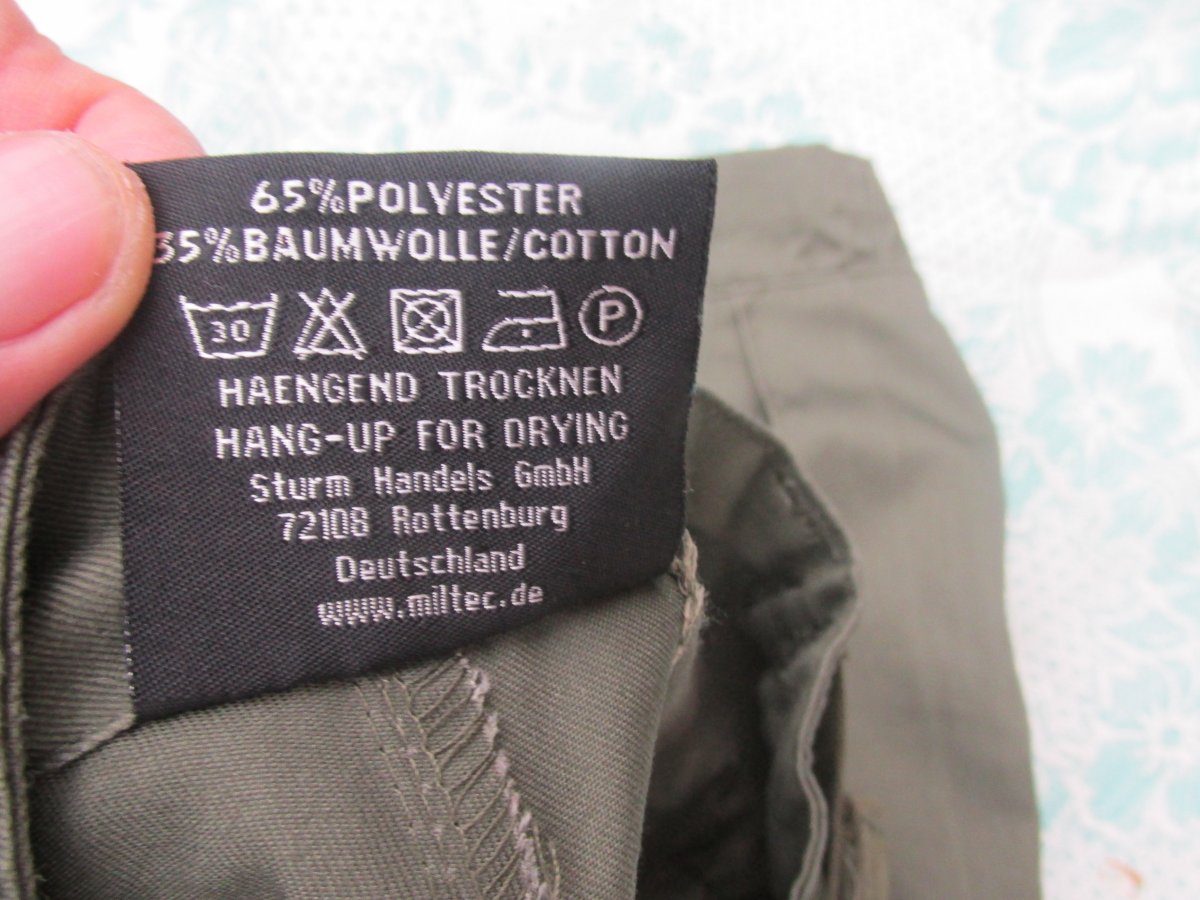 65%POLYESTER
35%BAUMWOLLE/COTTON
30 P
HAENGEND TROCKNEN
HANG-UP FOR DRYING
Sturm Handels GmbH
72108 Rottenburg
Deutschland
www.miltec.de